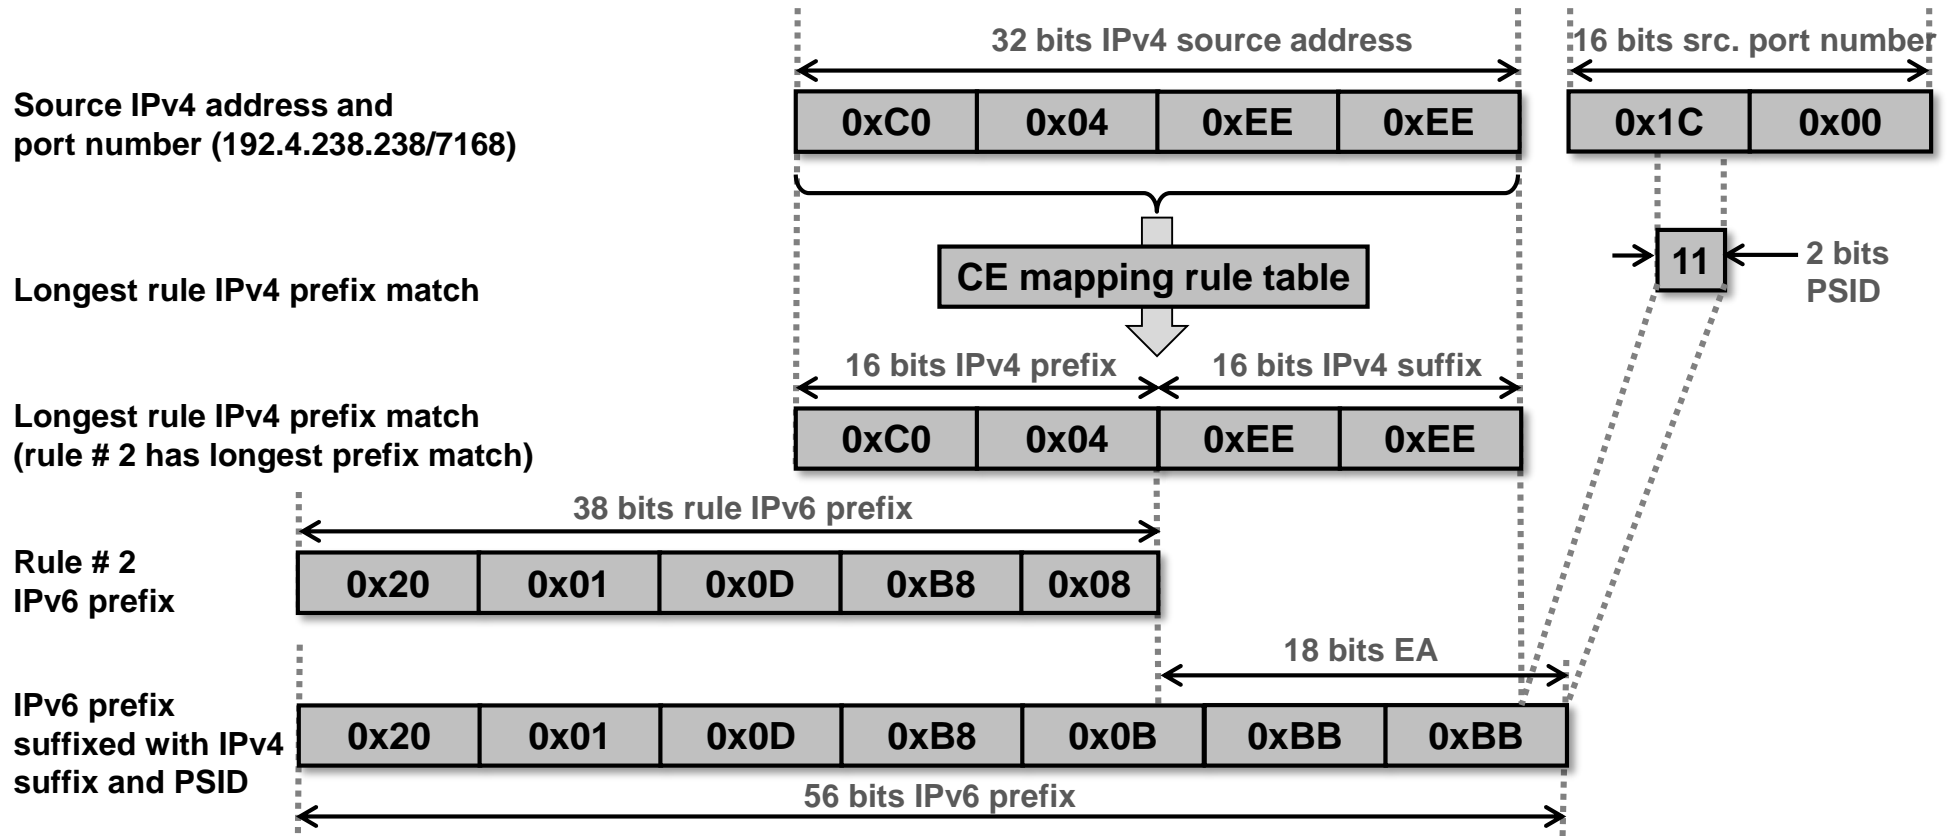 32 bits IPv4 source address
16 bits src. port number
Source IPv4 address and
port number (192.4.238.238/7168)
0xC0 0x04 0xEE 0xEE
0x1C 0x00
CE mapping rule table
11
2 bits
PSID
Longest rule IPv4 prefix match
16 bits IPv4 prefix
16 bits IPv4 suffix
Longest rule IPv4 prefix match
(rule # 2 has longest prefix match)
0xC0 0x04 0xEE 0xEE
38 bits rule IPv6 prefix
Rule # 2
IPv6 prefix
0x20 0x01 0x0D 0xB8 0x08
18 bits EA
IPv6 prefix
suffixed with IPv4
suffix and PSID
0x20 0x01 0x0D 0xB8 0x0B 0xBB 0xBB
56 bits IPv6 prefix